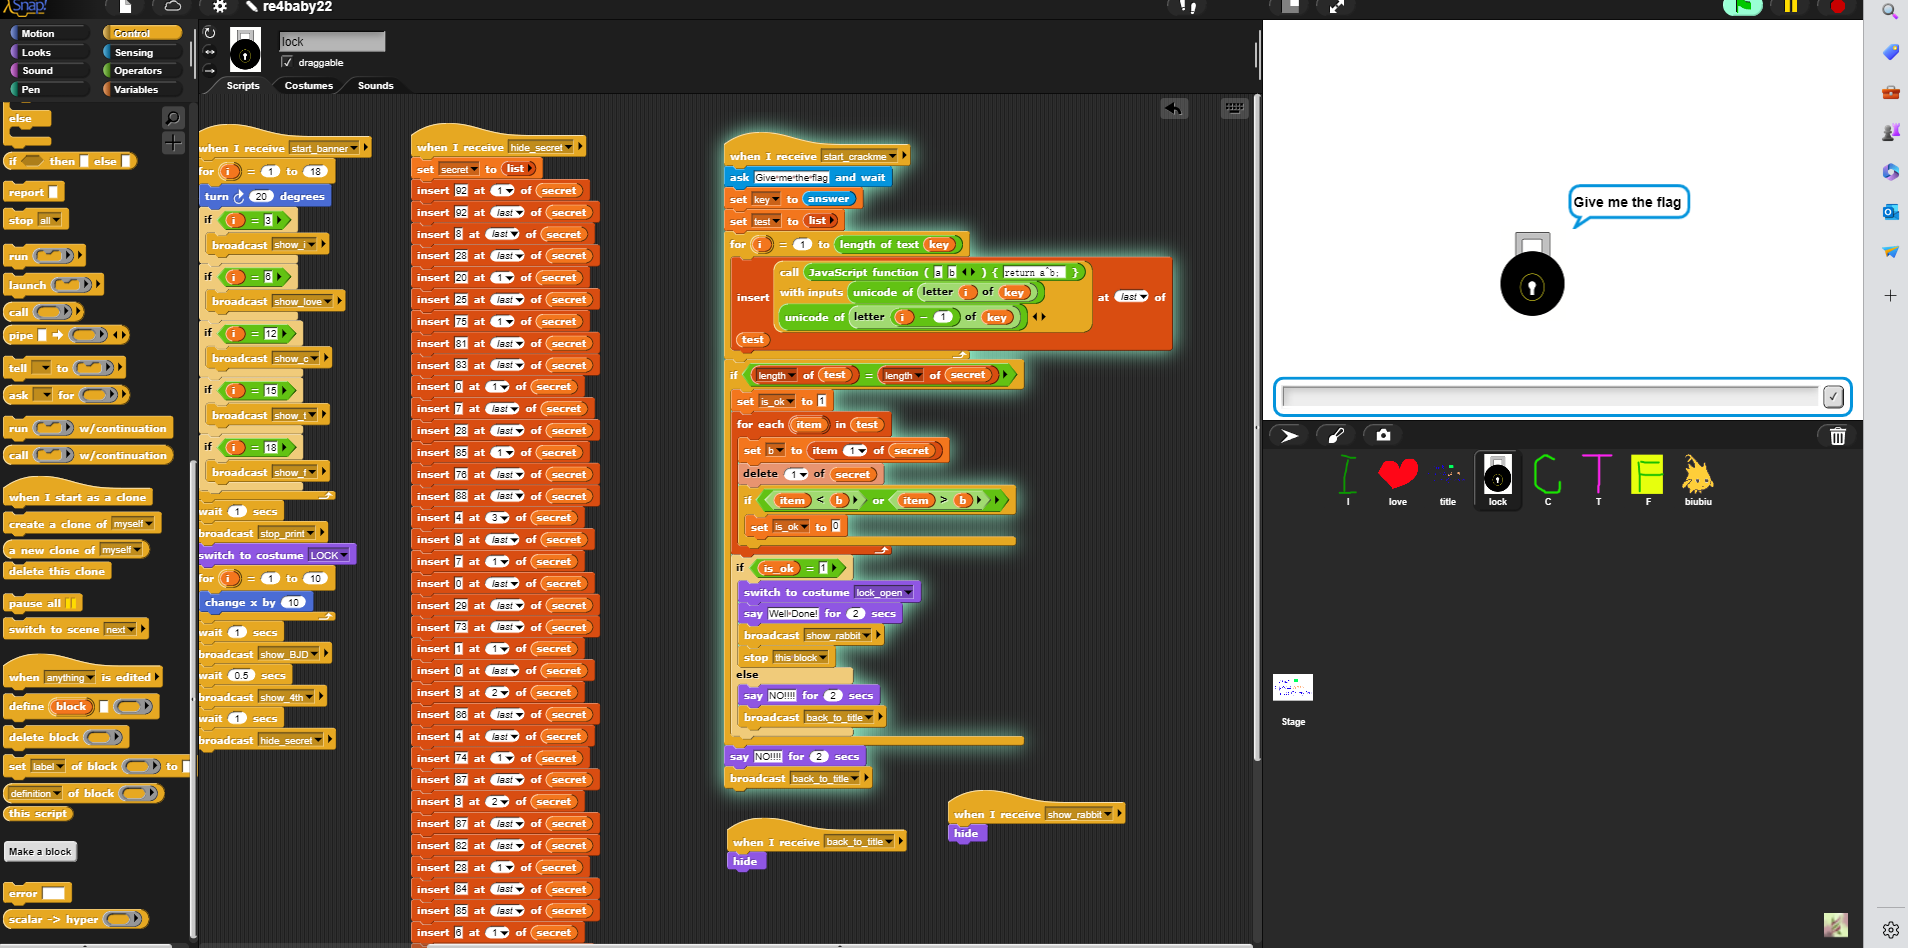 Snap!
re4baby22
Motion
Control
Looks
Sensing
Sound
Operators
Pen
Variables
lock
draggable
Scripts
Costumes
Sounds
else
if then else
report
stop all
run
launch
call
pipe
tell to
ask for
run w/continuation
call w/continuation
when I start as a clone
create a clone of myself
a new clone of myself
delete this clone
pause all
switch to scene next
when anything is edited
define block
delete block
set label of block to
definition of block
this script
Make a block
error
scalar -> hyper
when I receive start_banner
for i = 1 to 18
turn 20 degrees
if i = 3
broadcast show_i
if i = 6
broadcast show_love
if i = 12
broadcast show_c
if i = 15
broadcast show_t
if i = 18
broadcast show_f
wait 1 secs
broadcast stop_print
switch to costume LOCK
for i = 1 to 10
change x by 10
wait 1 secs
broadcast show_BJD
wait 0.5 secs
broadcast show_4th
wait 1 secs
broadcast hide_secret
when I receive hide_secret
set secret to list
insert 92 at 1 of secret
insert 92 at last of secret
insert 8 at last of secret
insert 28 at last of secret
insert 20 at 1 of secret
insert 25 at last of secret
insert 75 at 1 of secret
insert 81 at last of secret
insert 83 at last of secret
insert 0 at 1 of secret
insert 7 at last of secret
insert 28 at last of secret
insert 85 at 1 of secret
insert 76 at last of secret
insert 88 at last of secret
insert 4 at 3 of secret
insert 9 at last of secret
insert 7 at 1 of secret
insert 0 at last of secret
insert 29 at last of secret
insert 73 at last of secret
insert 1 at 1 of secret
insert 0 at last of secret
insert 3 at 2 of secret
insert 86 at last of secret
insert 4 at last of secret
insert 74 at 1 of secret
insert 87 at last of secret
insert 3 at 2 of secret
insert 87 at last of secret
insert 82 at last of secret
insert 28 at 1 of secret
insert 84 at last of secret
insert 85 at last of secret
insert 6 at 1 of secret
when I receive start_crackme
ask Give·me·the·flag and wait
set key to answer
set test to list
for i = 1 to length of text key
call JavaScript function ( a b ) { return a^b; }
insert with inputs unicode of letter i of key at last of
unicode of letter i − 1 of key
test
if length of test = length of secret
set is_ok to 1
for each item in test
set b to item 1 of secret
delete 1 of secret
if item < b or item > b
set is_ok to 0
if is_ok = 1
switch to costume lock_open
say Well·Done! for 2 secs
broadcast show_rabbit
stop this block
else
say NO!!!! for 2 secs
broadcast back_to_title
say NO!!!! for 2 secs
broadcast back_to_title
when I receive back_to_title
hide
when I receive show_rabbit
hide
Give me the flag
I
love
title
lock
C
T
F
biubiu
Stage